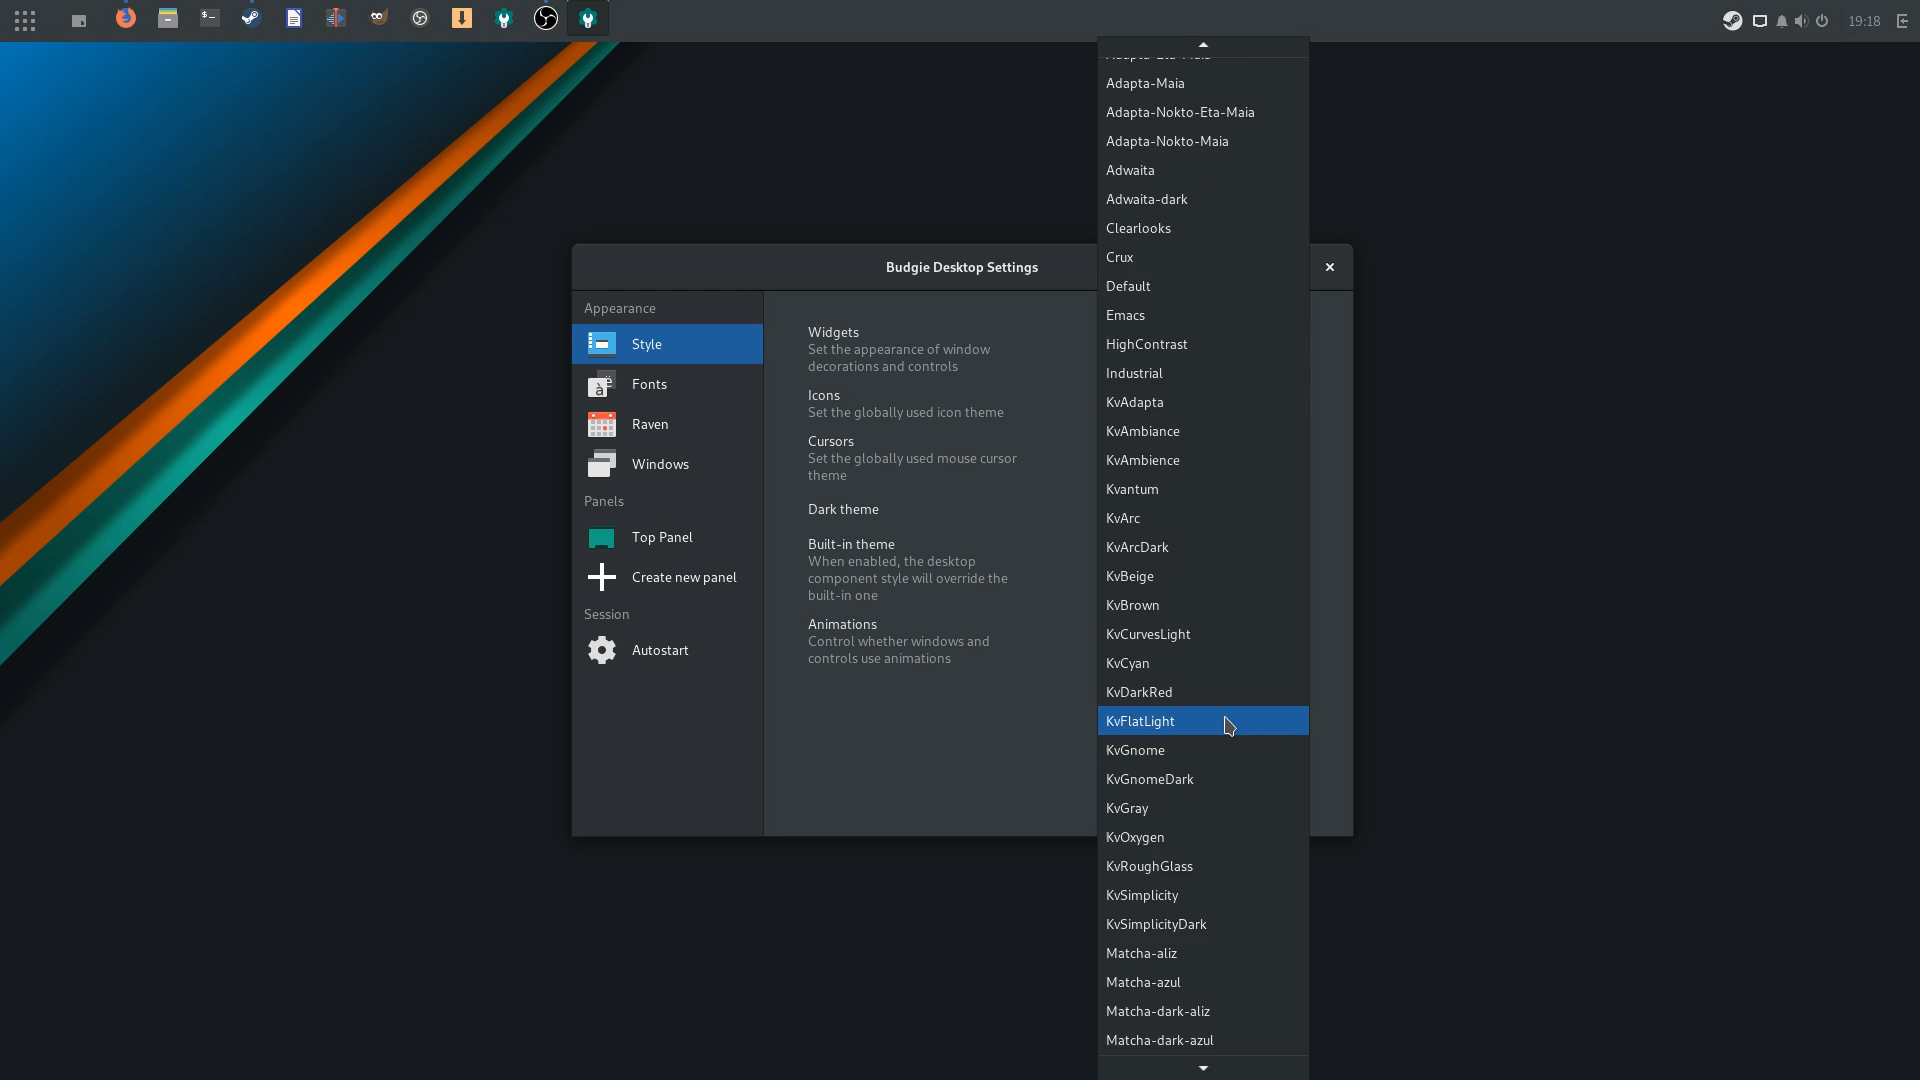 19:18
Budgie Desktop Settings
Appearance
Style
Fonts
Raven
Windows
Panels
Top Panel
Create new panel
Session
Autostart
Widgets
Set the appearance of window
decorations and controls
Icons
Set the globally used icon theme
Cursors
Set the globally used mouse cursor
theme
Dark theme
Built-in theme
When enabled, the desktop
component style will override the
built-in one
Animations
Control whether windows and
controls use animations
Adapta-Eta-Maia
Adapta-Maia
Adapta-Nokto-Eta-Maia
Adapta-Nokto-Maia
Adwaita
Adwaita-dark
Clearlooks
Crux
Default
Emacs
HighContrast
Industrial
KvAdapta
KvAmbiance
KvAmbience
Kvantum
KvArc
KvArcDark
KvBeige
KvBrown
KvCurvesLight
KvCyan
KvDarkRed
KvFlatLight
KvGnome
KvGnomeDark
KvGray
KvOxygen
KvRoughGlass
KvSimplicity
KvSimplicityDark
Matcha-aliz
Matcha-azul
Matcha-dark-aliz
Matcha-dark-azul